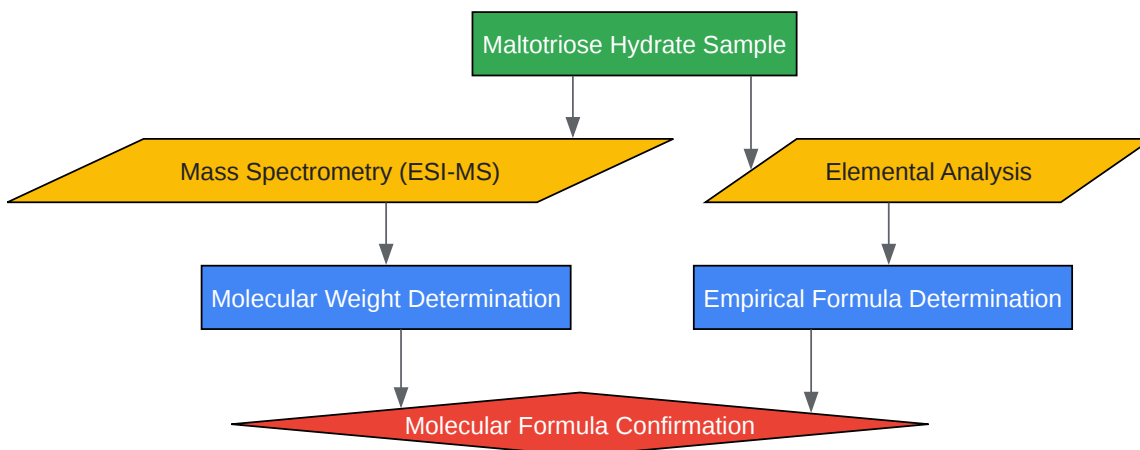 Maltotriose Hydrate Sample
Mass Spectrometry (ESI-MS)
Elemental Analysis
Molecular Weight Determination
Empirical Formula Determination
Molecular Formula Confirmation